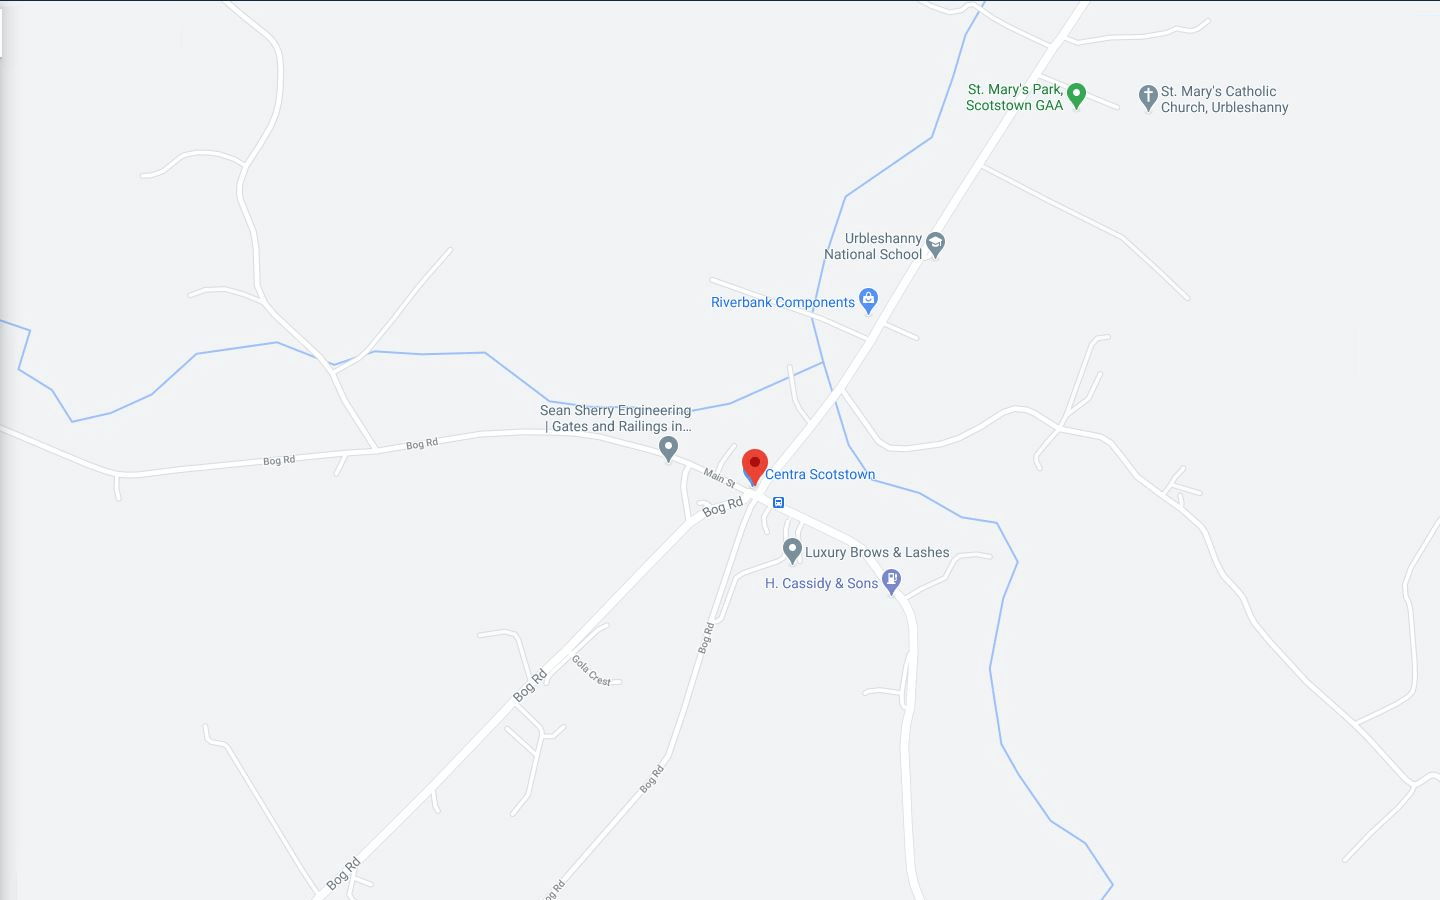 St. Mary's Park,
Scotstown GAA
St. Mary's Catholic
Church, Urbleshanny
Urbleshanny
National School
Riverbank Components
Sean Sherry Engineering
| Gates and Railings in...
Bog Rd
Bog Rd
Main St
Centra Scotstown
Bog Rd
Luxury Brows & Lashes
H. Cassidy & Sons
Bog Rd
Gola Crest
Bog Rd
Bog Rd
Bog Rd
og Rd